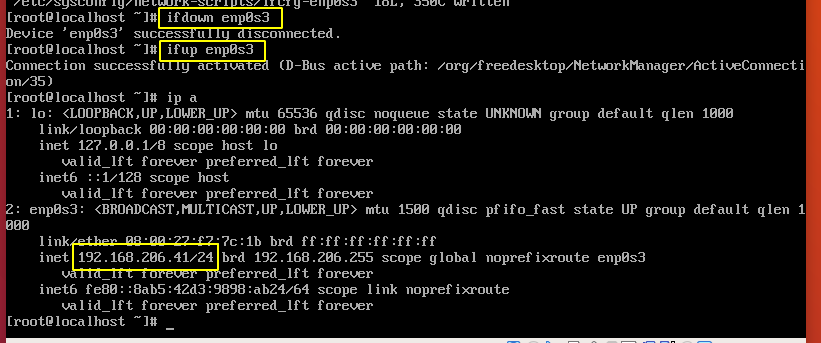 "/etc/sysconfig/network-scripts/ifcfg-enp0s3" 18L, 350C written
[root@localhost ~]# ifdown enp0s3
Device 'enp0s3' successfully disconnected.
[root@localhost ~]# ifup enp0s3
Connection successfully activated (D-Bus active path: /org/freedesktop/NetworkManager/ActiveConnecti
on/35)
[root@localhost ~]# ip a
1: lo: <LOOPBACK,UP,LOWER_UP> mtu 65536 qdisc noqueue state UNKNOWN group default qlen 1000
link/loopback 00:00:00:00:00:00 brd 00:00:00:00:00:00
inet 127.0.0.1/8 scope host lo
valid_lft forever preferred_lft forever
inet6 ::1/128 scope host
valid_lft forever preferred_lft forever
2: enp0s3: <BROADCAST,MULTICAST,UP,LOWER_UP> mtu 1500 qdisc pfifo_fast state UP group default qlen 1
000
link/ether 08:00:27:f7:7c:1b brd ff:ff:ff:ff:ff:ff
inet 192.168.206.41/24 brd 192.168.206.255 scope global noprefixroute enp0s3
valid_lft forever preferred_lft forever
inet6 fe80::8ab5:42d3:9898:ab24/64 scope link noprefixroute
valid_lft forever preferred_lft forever
[root@localhost ~]# _